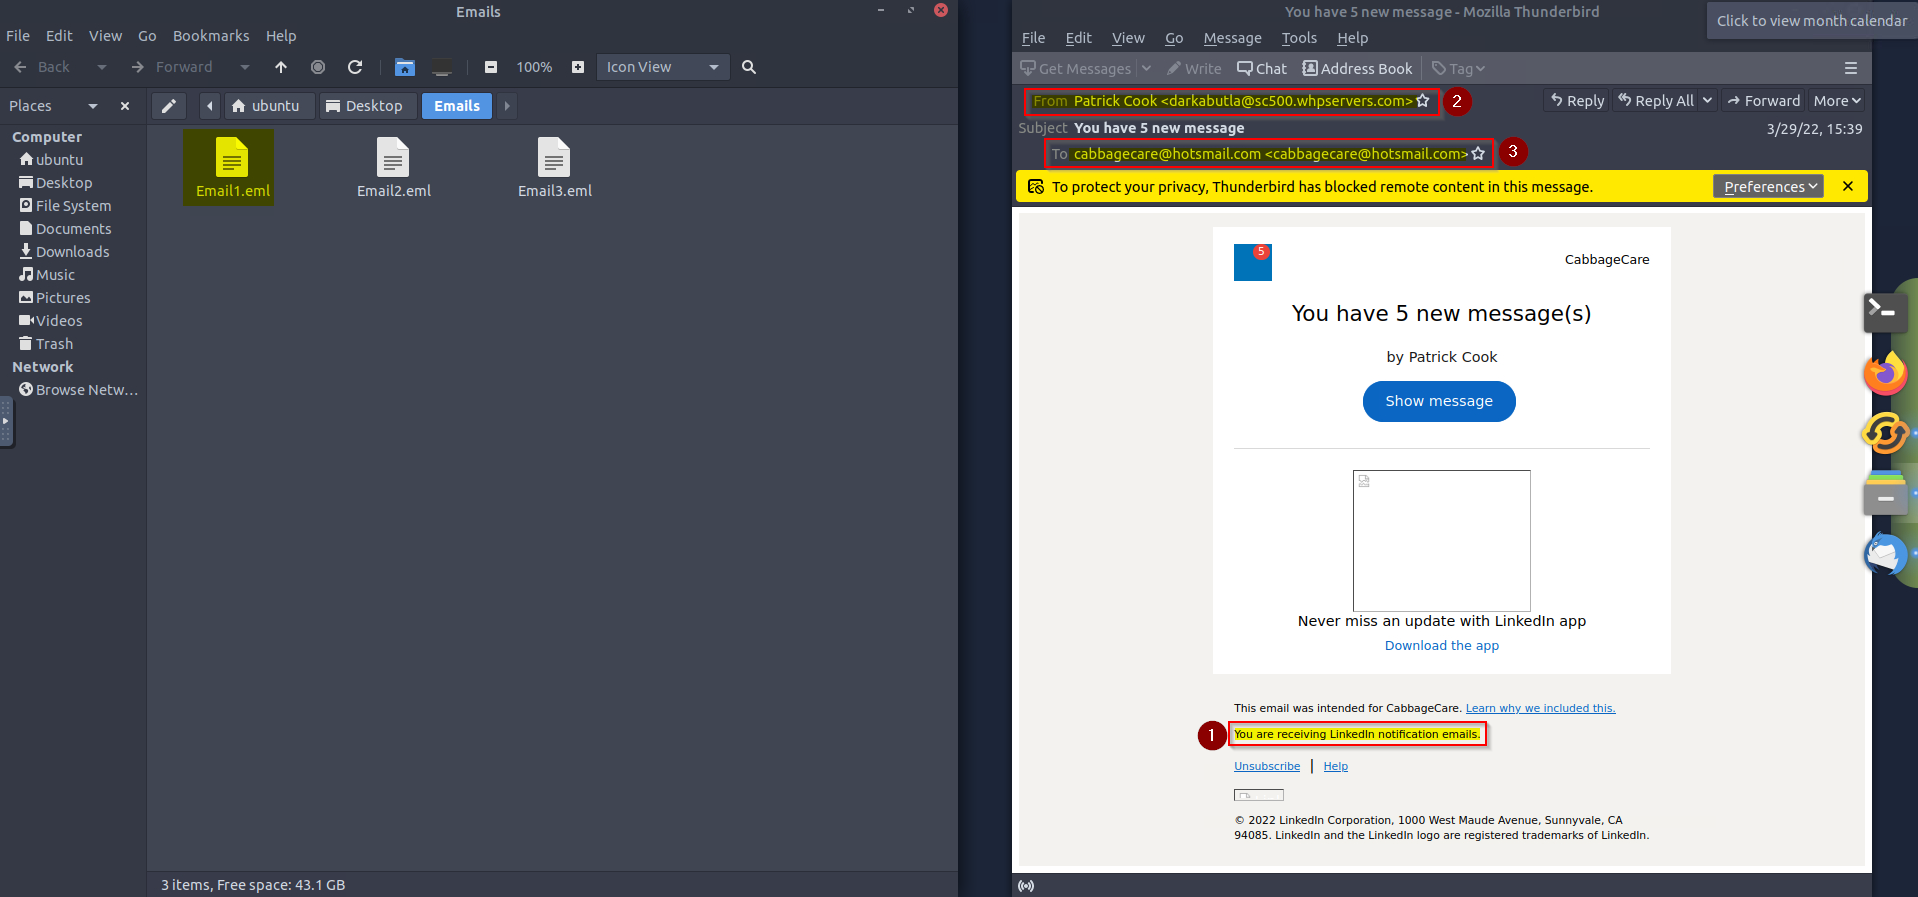 Emails
File Edit View Go Bookmarks Help
Back Forward 100% Icon View
Places ubuntu Desktop Emails
Computer
ubuntu
Desktop
File System
Documents
Downloads
Music
Pictures
Videos
Trash
Network
Browse Netw...
Email1.eml Email2.eml Email3.eml
3 items, Free space: 43.1 GB
You have 5 new message - Mozilla Thunderbird
Click to view month calendar
File Edit View Go Message Tools Help
Get Messages Write Chat Address Book Tag
From Patrick Cook <darkabutla@sc500.whpservers.com> 2 Reply Reply All Forward More
Subject You have 5 new message 3/29/22, 15:39
To cabbagecare@hotsmail.com <cabbagecare@hotsmail.com> 3
To protect your privacy, Thunderbird has blocked remote content in this message. Preferences
5
CabbageCare
You have 5 new message(s)
by Patrick Cook
Show message
Never miss an update with LinkedIn app
Download the app
This email was intended for CabbageCare. Learn why we included this.
1 You are receiving LinkedIn notification emails.
Unsubscribe | Help
© 2022 LinkedIn Corporation, 1000 West Maude Avenue, Sunnyvale, CA
94085. LinkedIn and the LinkedIn logo are registered trademarks of LinkedIn.